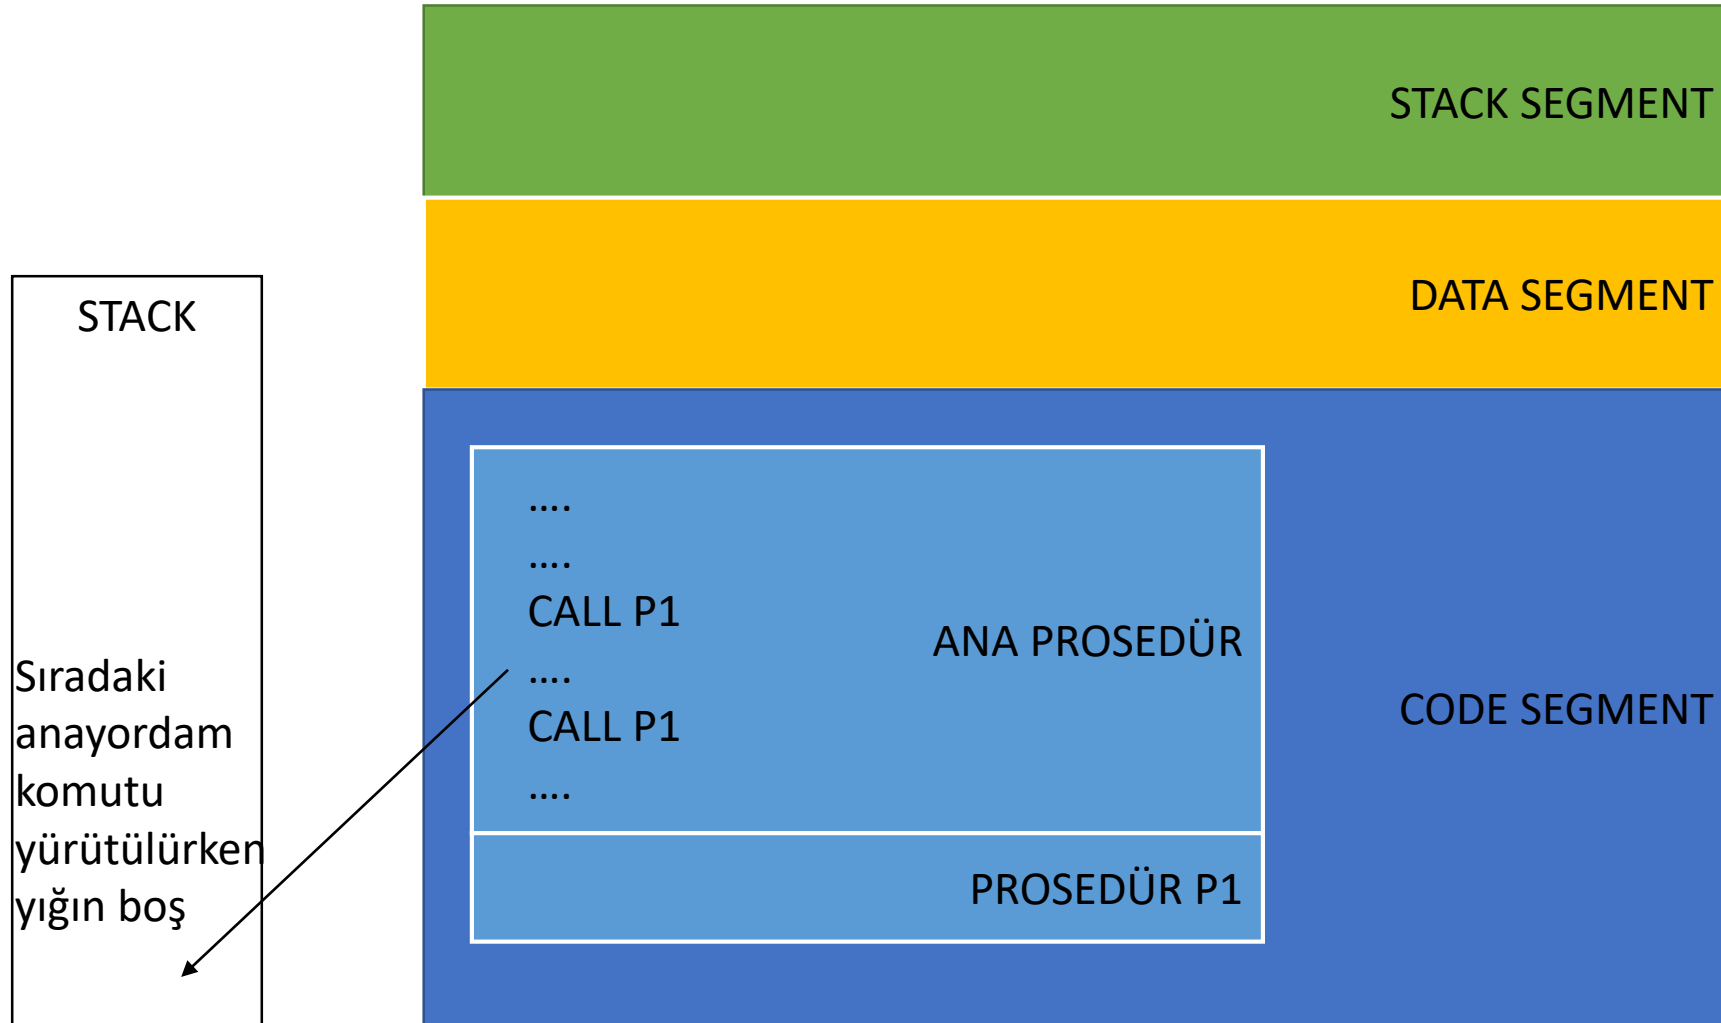 STACK SEGMENT
DATA SEGMENT
STACK
Sıradaki
anayordam
komutu
yürütülürken
yığın boş
....
....
CALL P1
....
CALL P1
....
ANA PROSEDÜR
CODE SEGMENT
PROSEDÜR P1